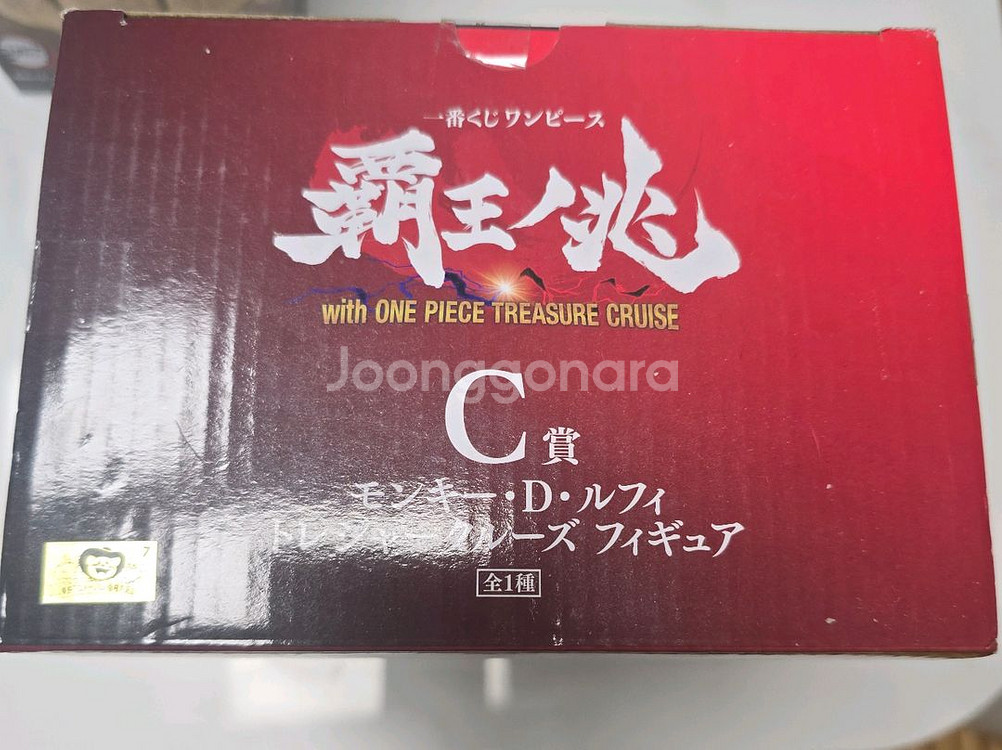 一番くじ ワンピース
覇王ノ兆
with ONE PIECE TREASURE CRUISE
Joonggonara
C賞
モンキー・D・ルフィ
トレジャークルーズ フィギュア
全1種
7